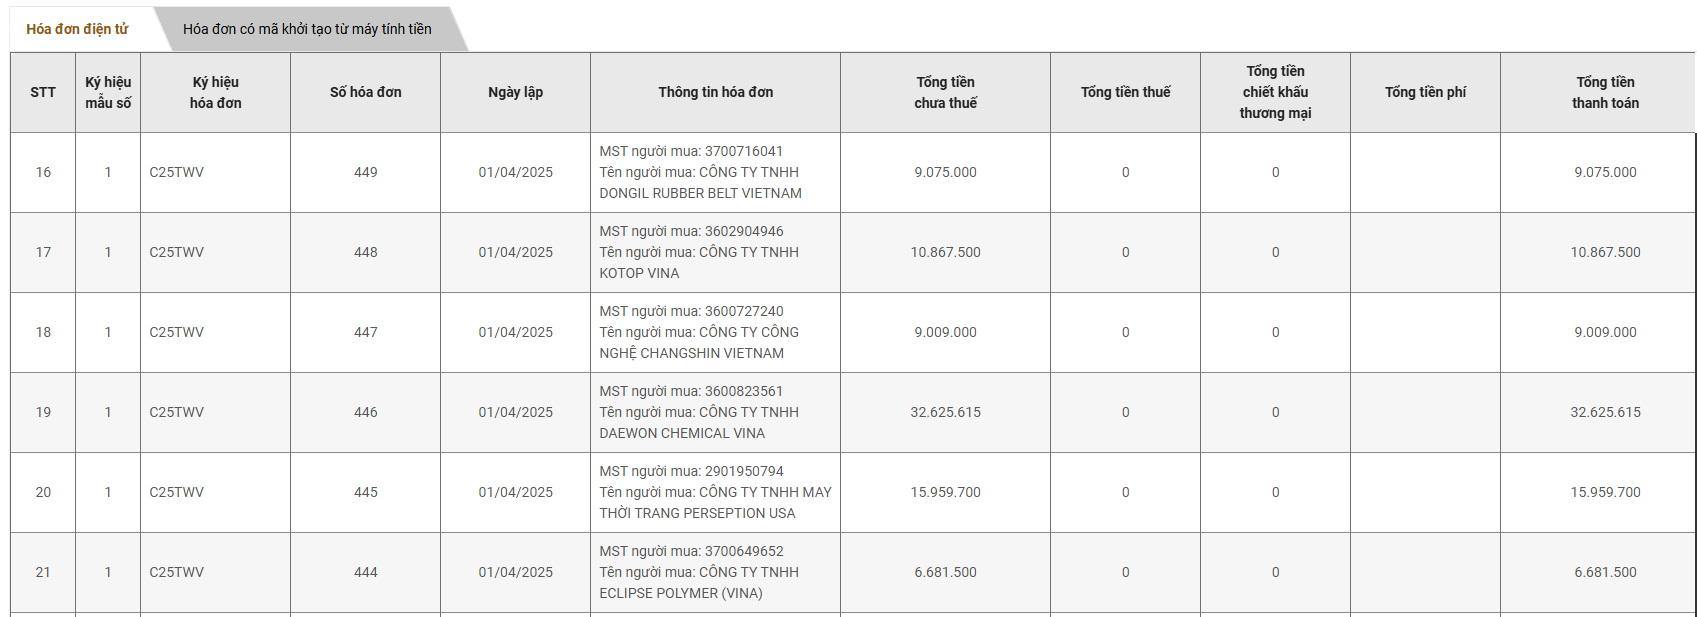 Hóa đơn điện tử
Hóa đơn có mã khởi tạo từ máy tính tiền
STT
Ký hiệu
mẫu số
Ký hiệu
hóa đơn
Số hóa đơn
Ngày lập
Thông tin hóa đơn
Tổng tiền
chưa thuế
Tổng tiền thuế
Tổng tiền
chiết khấu
thương mại
Tổng tiền phí
Tổng tiền
thanh toán
16
1
C25TWV
449
01/04/2025
MST người mua: 3700716041
Tên người mua: CÔNG TY TNHH
DONGIL RUBBER BELT VIETNAM
9.075.000
0
0
9.075.000
17
1
C25TWV
448
01/04/2025
MST người mua: 3602904946
Tên người mua: CÔNG TY TNHH
KOTOP VINA
10.867.500
0
0
10.867.500
18
1
C25TWV
447
01/04/2025
MST người mua: 3600727240
Tên người mua: CÔNG TY CÔNG
NGHỆ CHANGSHIN VIETNAM
9.009.000
0
0
9.009.000
19
1
C25TWV
446
01/04/2025
MST người mua: 3600823561
Tên người mua: CÔNG TY TNHH
DAEWON CHEMICAL VINA
32.625.615
0
0
32.625.615
20
1
C25TWV
445
01/04/2025
MST người mua: 2901950794
Tên người mua: CÔNG TY TNHH MAY
THỜI TRANG PERSEPTION USA
15.959.700
0
0
15.959.700
21
1
C25TWV
444
01/04/2025
MST người mua: 3700649652
Tên người mua: CÔNG TY TNHH
ECLIPSE POLYMER (VINA)
6.681.500
0
0
6.681.500